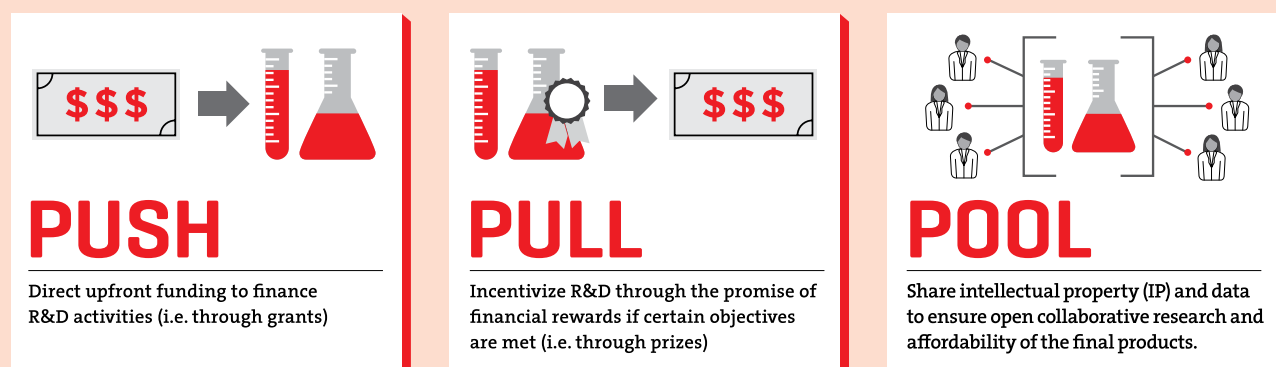 $$$
PUSH
Direct upfront funding to finance
R&D activities (i.e. through grants)
$$$
PULL
Incentivize R&D through the promise of
financial rewards if certain objectives
are met (i.e. through prizes)
POOL
Share intellectual property (IP) and data
to ensure open collaborative research and
affordability of the final products.